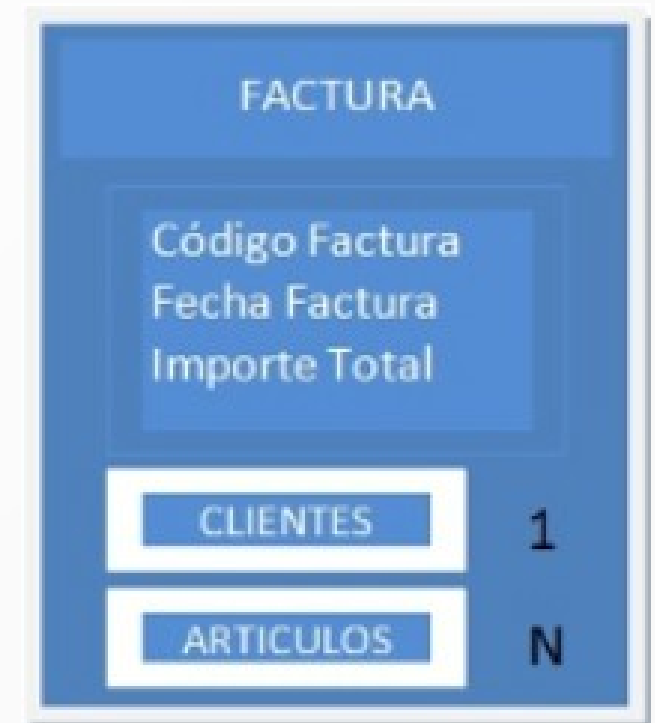 FACTURA
Código Factura
Fecha Factura
Importe Total
CLIENTES 1
ARTICULOS N